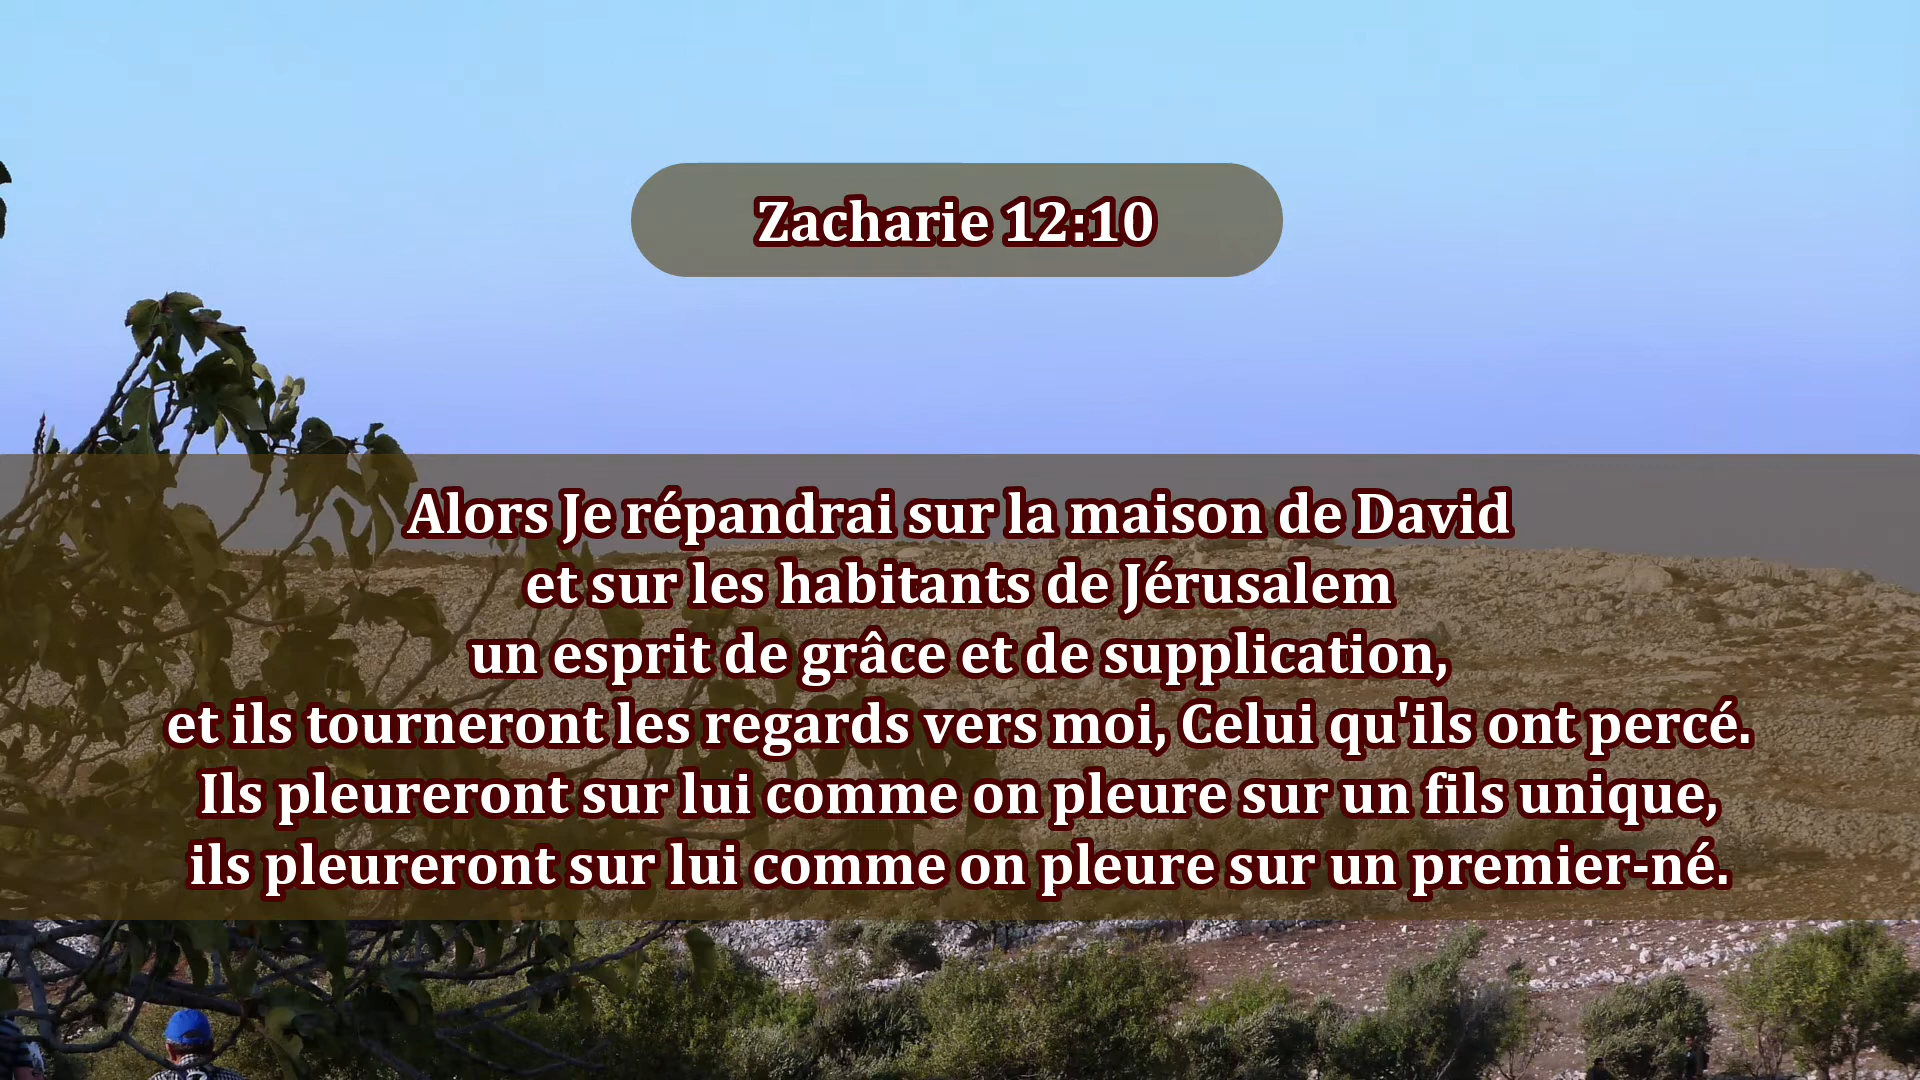 Zacharie 12:10
Alors Je répandrai sur la maison de David
et sur les habitants de Jérusalem
un esprit de grâce et de supplication,
et ils tourneront les regards vers moi, Celui qu'ils ont percé.
Ils pleureront sur lui comme on pleure sur un fils unique,
ils pleureront sur lui comme on pleure sur un premier-né.